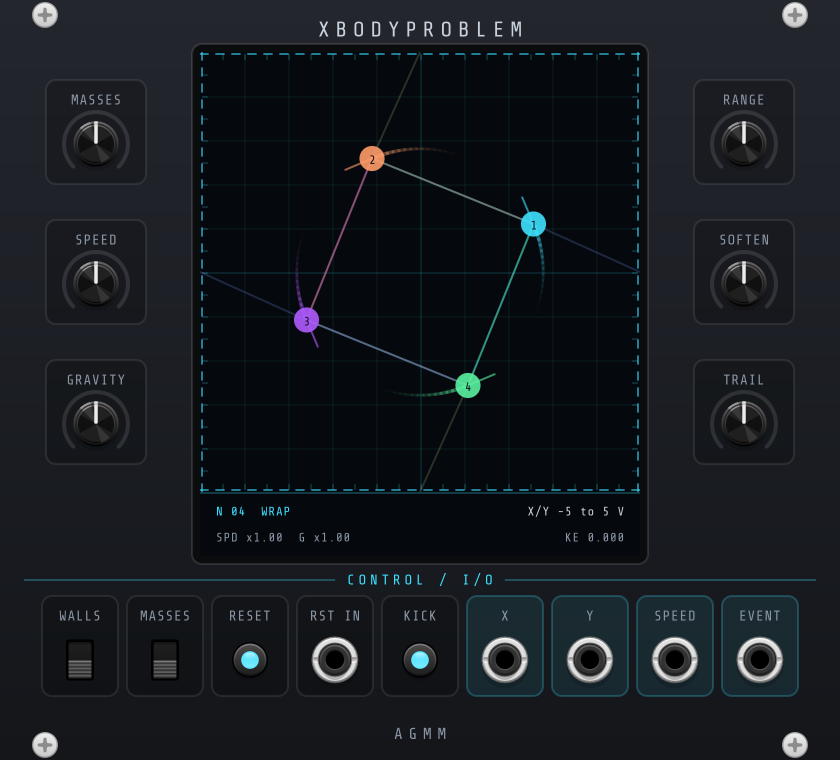 XBODYPROBLEM
MASSES
RANGE
2
1
SPEED
SOFTEN
3
GRAVITY
TRAIL
4
N 04 WRAP
X/Y -5 to 5 V
SPD x1.00 G x1.00
KE 0.000
CONTROL / I/O
WALLS
MASSES
RESET
RST IN
KICK
X
Y
SPEED
EVENT
AGMM